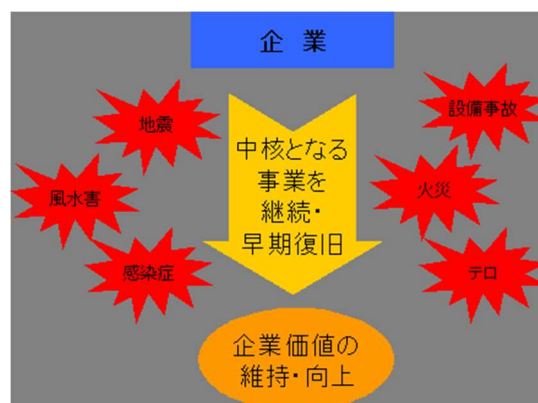 企業
地震
設備事故
中核となる
事業を
継続・
早期復旧
風水害
火災
感染症
テロ
企業価値の
維持・向上